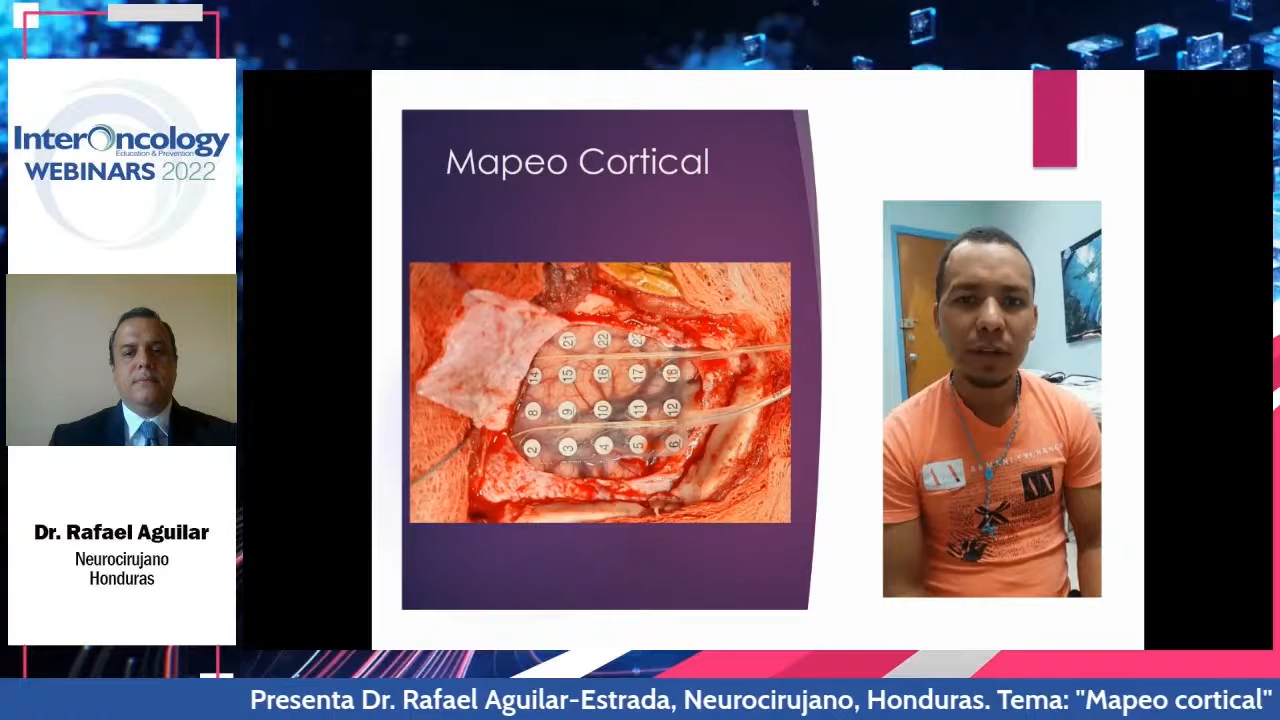 InterOncology
Education & Prevention
WEBINARS 2022
Dr. Rafael Aguilar
Neurocirujano
Honduras
Mapeo Cortical
21 22 23
14 15 16 17 18
8 9 10 11 12
2 3 4 5 6
ARMANI EXCHANGE
A X
A X
Presenta Dr. Rafael Aguilar-Estrada, Neurocirujano, Honduras. Tema: "Mapeo cortical"